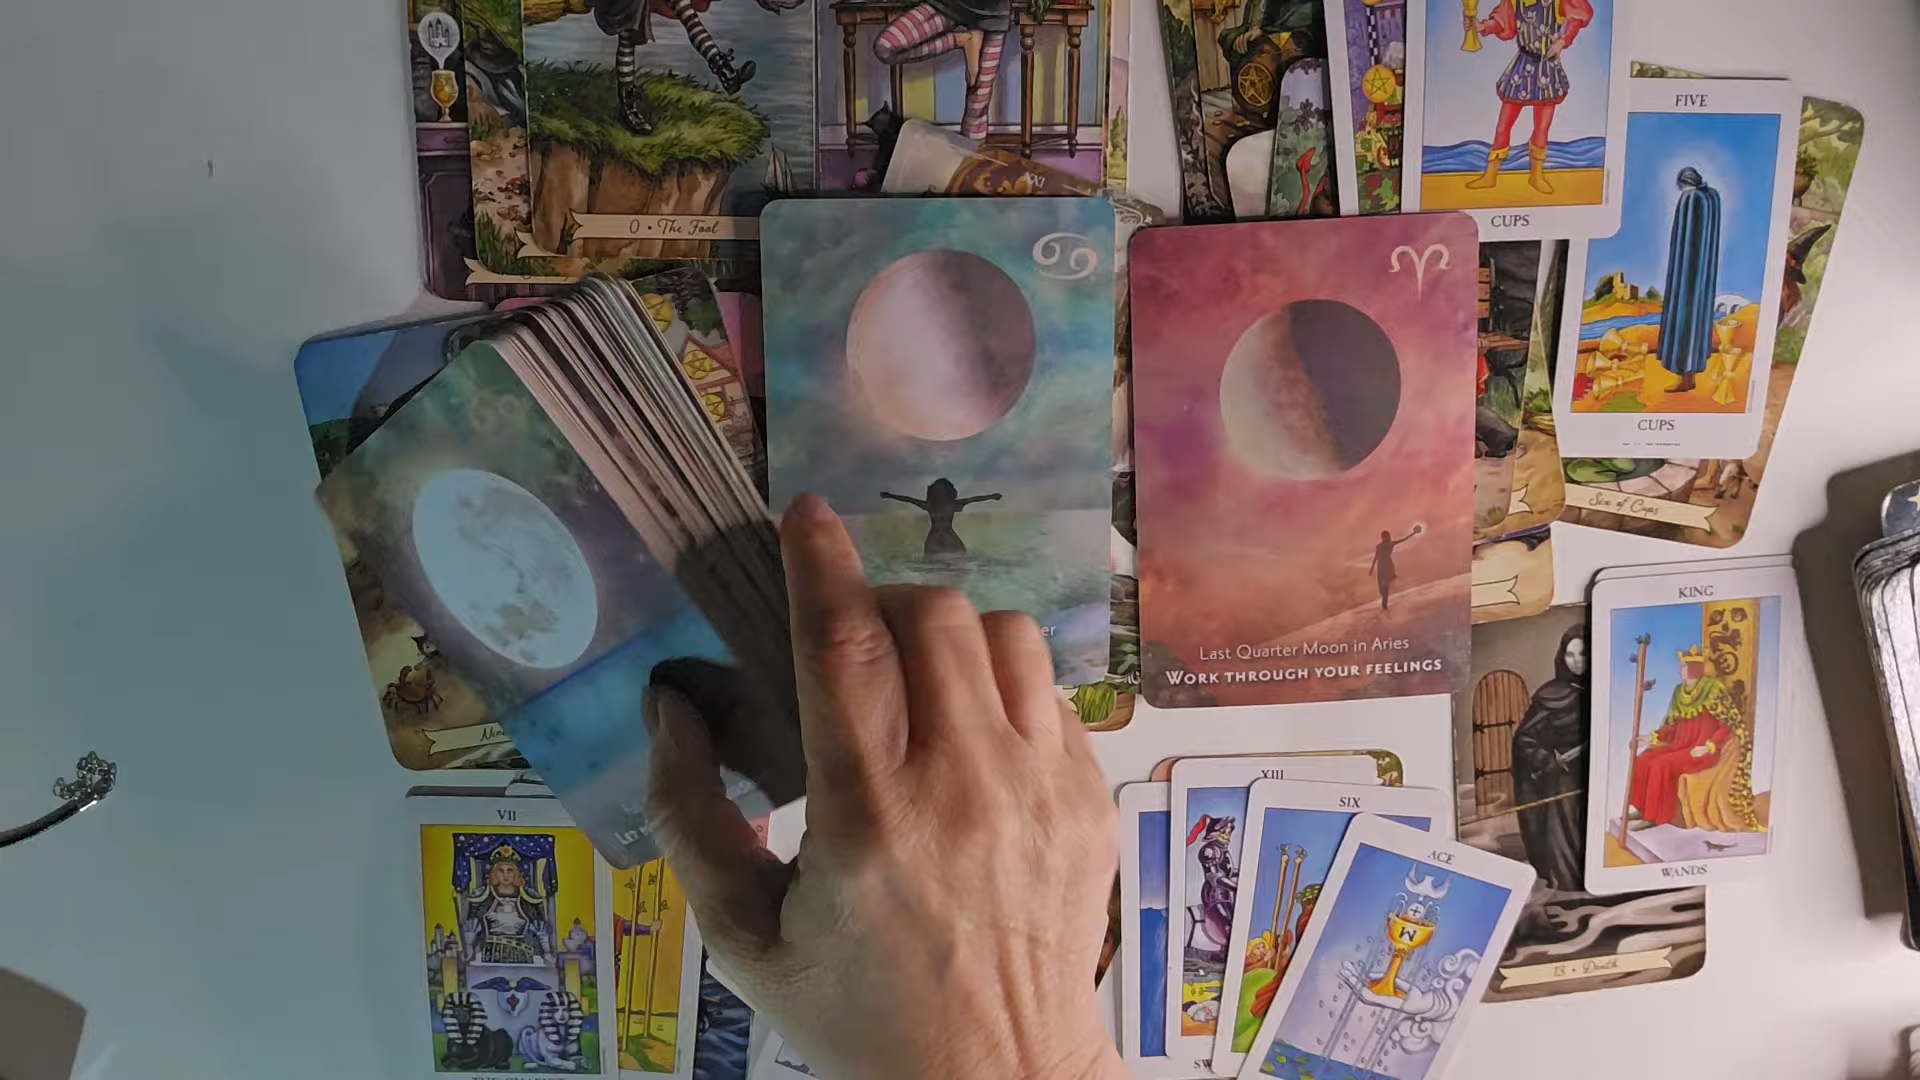 XXI
0 • The Fool
CUPS
FIVE
CUPS
Six of Cups
Last Quarter Moon in Aries
WORK THROUGH YOUR FEELINGS
KING
WANDS
VII
XIII
SIX
ACE
13 • Death